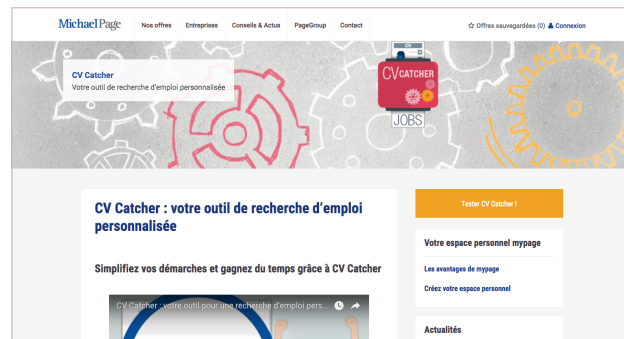 Michael Page
Nos offres
Entreprises
Conseils & Actus
PageGroup
Contact
Offres sauvegardées (0)
Connexion
CV Catcher
Votre outil de recherche d'emploi personnalisée
CV
CVCATCHER
JOBS
CV Catcher : votre outil de recherche d'emploi
personnalisée
Tester CV Catcher !
Votre espace personnel mypage
Simplifiez vos démarches et gagnez du temps grâce à CV Catcher
Les avantages de mypage
Créez votre espace personnel
CV Catcher : votre outil pour une recherche d'emploi pers...
Actualités